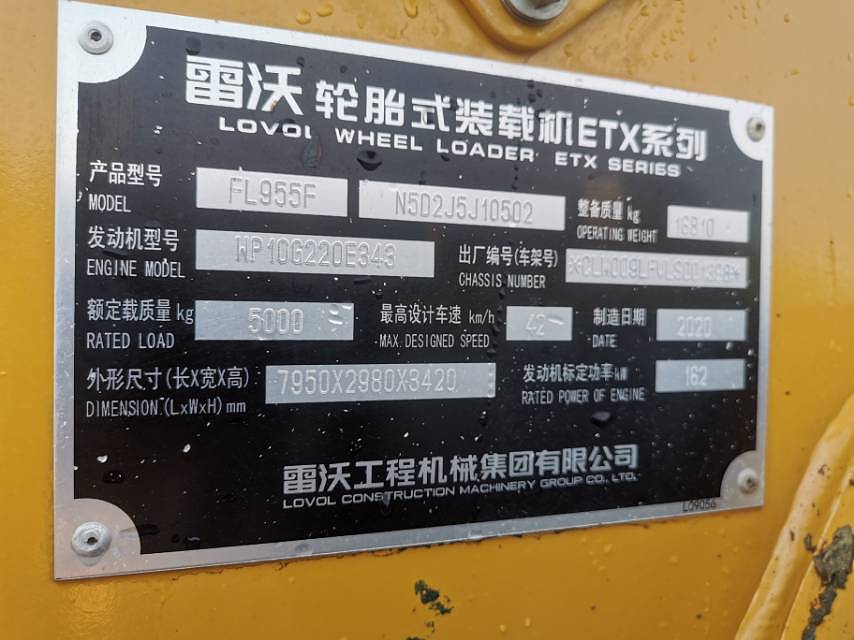 雷沃 轮胎式装载机ETX系列
LOVOL WHEEL LOADER ETX SERIES
产品型号 FL955F N5D2J5J10502 整备质量 kg 16810
MODEL OPERATING WEIGHT
发动机型号 WP10G220E343 出厂编号(车架号)
ENGINE MODEL CHASSIS NUMBER
额定载质量 kg 5000 最高设计车速 km/h 42 制造日期 2020
RATED LOAD MAX.DESIGNED SPEED DATE
外形尺寸(长X宽X高) 7950X2980X3420 发动机标定功率kW 162
DIMENSION(LxWxH)mm RATED POWER OF ENGINE
雷沃工程机械集团有限公司
LOVOL CONSTRUCTION MACHINERY GROUP CO., LTD.